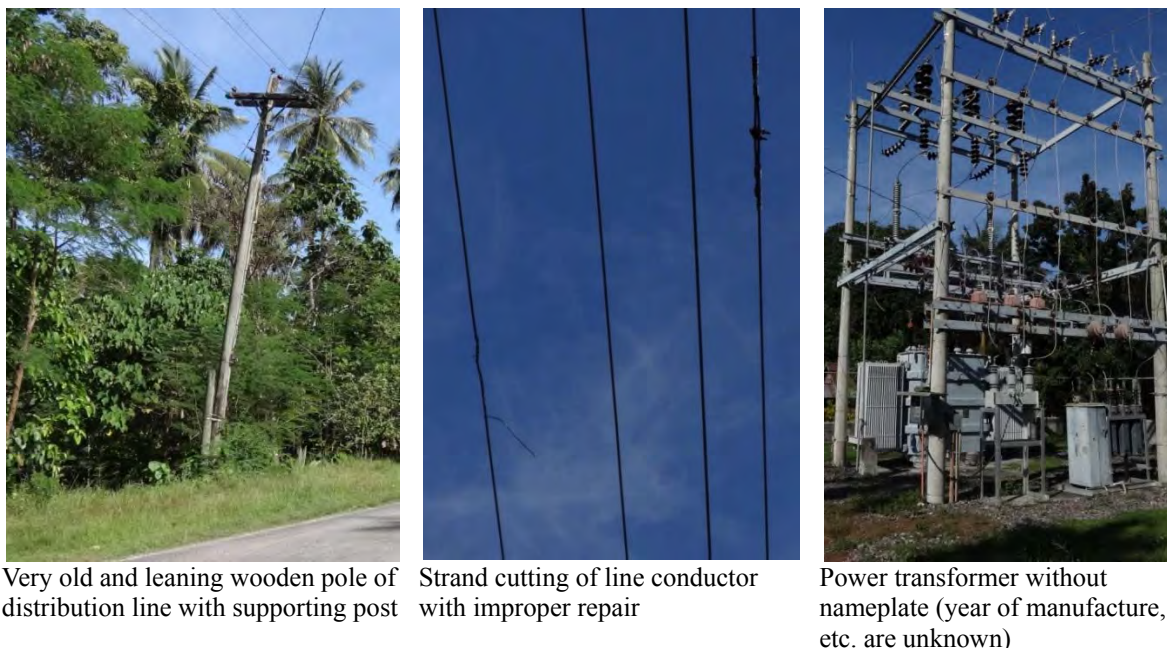 Very old and leaning wooden pole of
distribution line with supporting post
Strand cutting of line conductor
with improper repair
Power transformer without
nameplate (year of manufacture,
etc. are unknown)